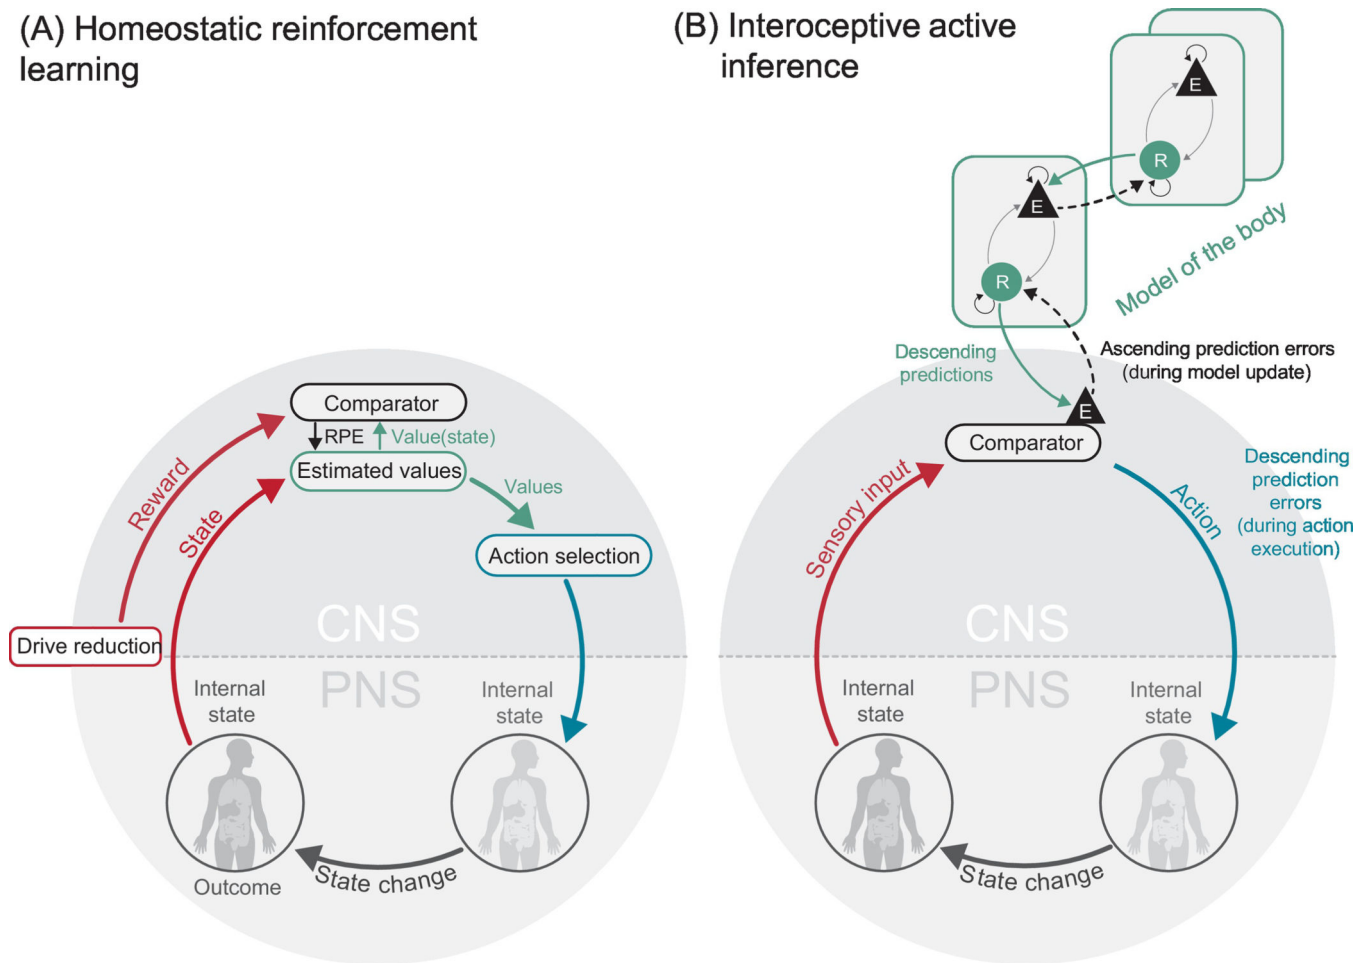 (A) Homeostatic reinforcement
learning
Comparator
RPE
Value(state)
Estimated values
Values
Reward
State
Action selection
Drive reduction
CNS
PNS
Internal
state
Internal
state
Outcome
State change
(B) Interoceptive active
inference
E
R
E
R
Model of the body
Descending
predictions
Ascending prediction errors
(during model update)
E
Comparator
Sensory input
Action
Descending
prediction
errors
(during action
execution)
CNS
PNS
Internal
state
Internal
state
State change